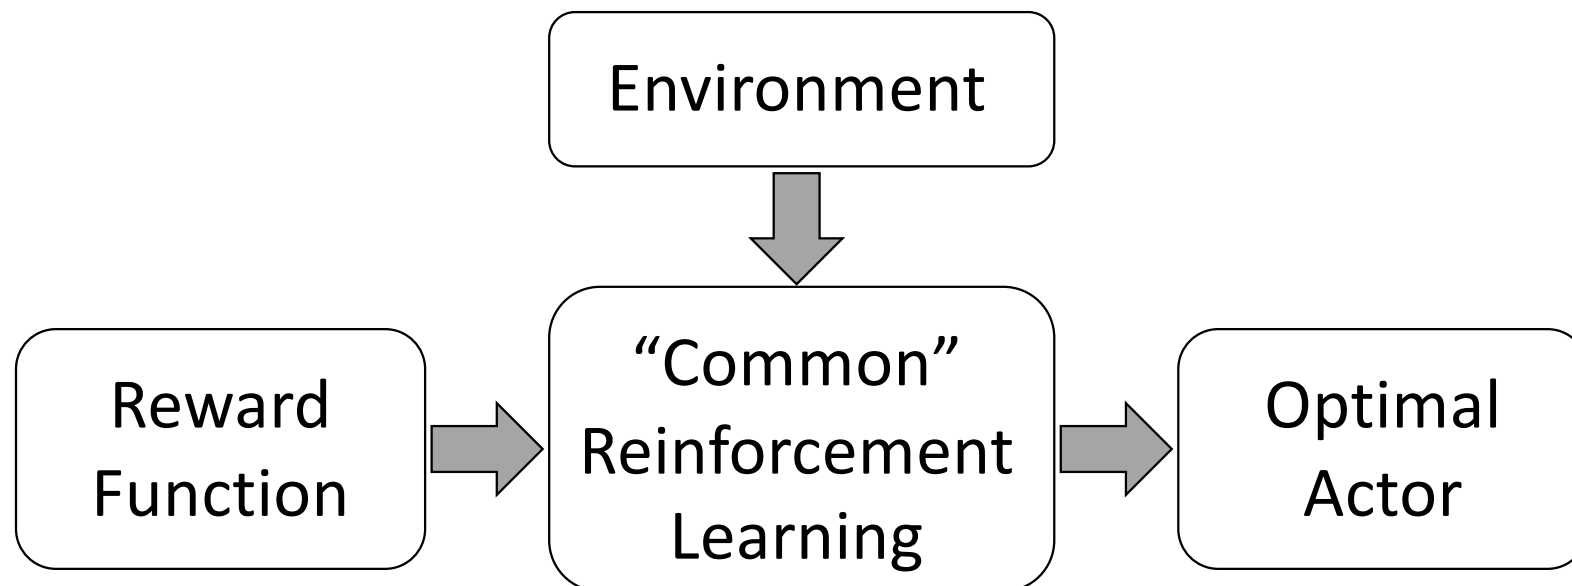 Environment
Reward
Function
“Common”
Reinforcement
Learning
Optimal
Actor